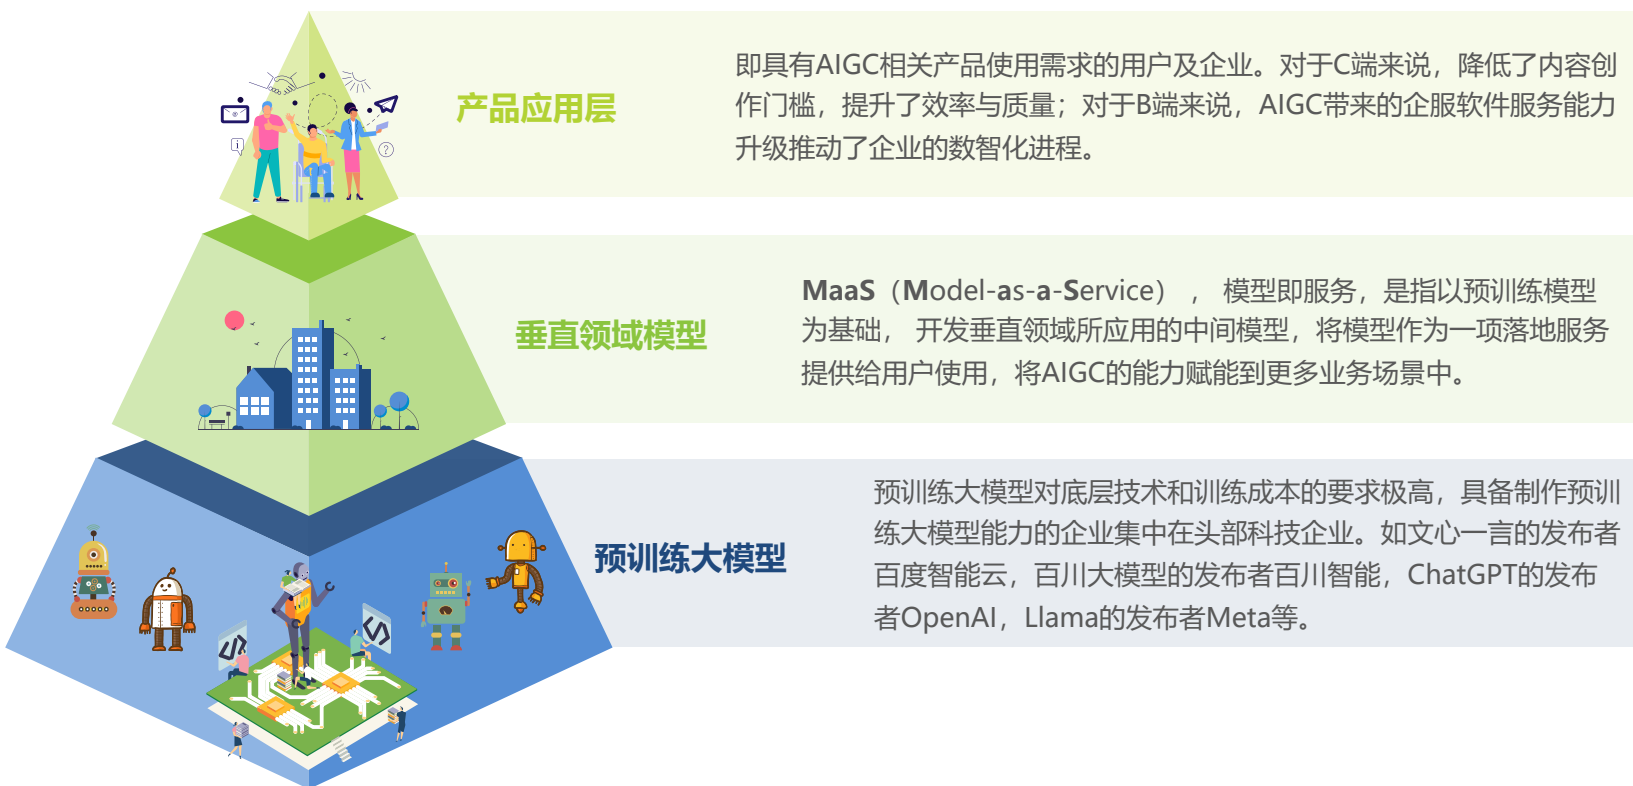 产品应用层
即具有AIGC相关产品使用需求的用户及企业。对于C端来说，降低了内容创
作门槛，提升了效率与质量；对于B端来说，AIGC带来的企服软件服务能力
升级推动了企业的数智化进程。
垂直领域模型
MaaS（Model-as-a-Service）， 模型即服务，是指以预训练模型
为基础， 开发垂直领域所应用的中间模型，将模型作为一项落地服务
提供给用户使用，将AIGC的能力赋能到更多业务场景中。
预训练大模型
预训练大模型对底层技术和训练成本的要求极高，具备制作预训
练大模型能力的企业集中在头部科技企业。如文心一言的发布者
百度智能云，百川大模型的发布者百川智能，ChatGPT的发布
者OpenAI，Llama的发布者Meta等。